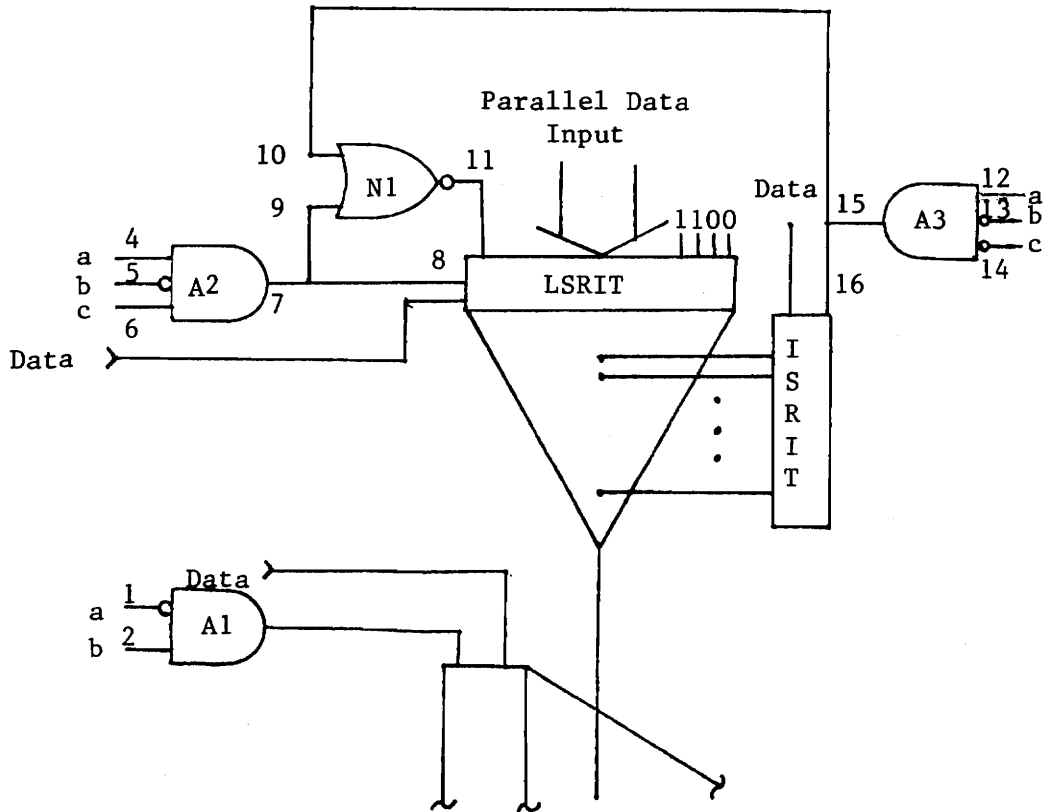 Parallel Data
Input
10
11
N1
9
1100
Data
15
12
a
13
b
A3
c
14
a
4
b
5
A2
c
6
7
8
LSRIT
16
Data
I
S
R
I
T
Data
a
1
A1
b
2